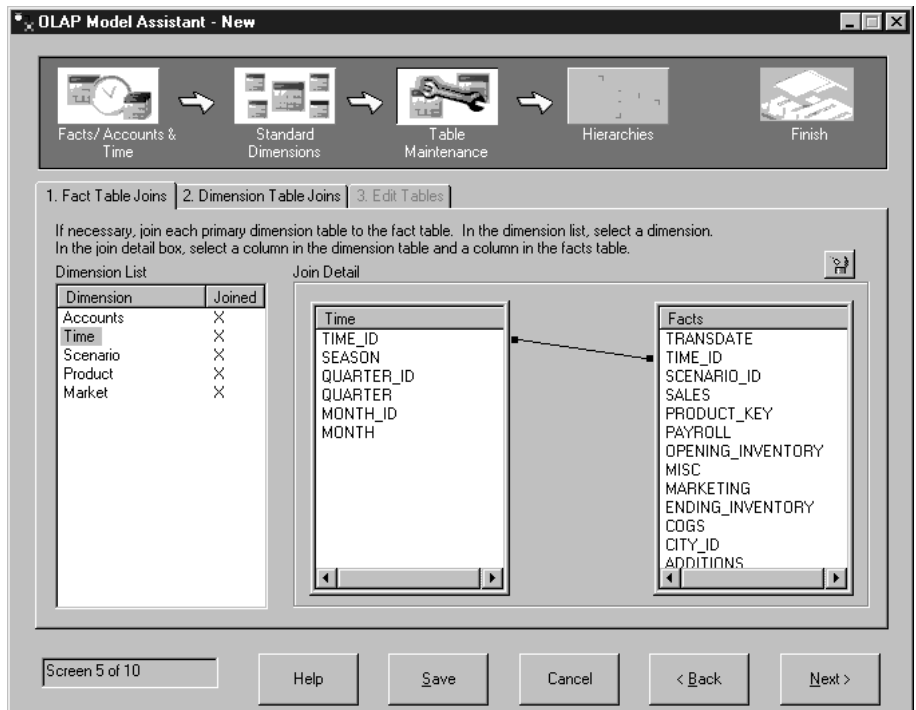 OLAP Model Assistant - New
Facts/ Accounts &
Time
Standard
Dimensions
Table
Maintenance
Hierarchies
Finish
1. Fact Table Joins
2. Dimension Table Joins
3. Edit Tables
If necessary, join each primary dimension table to the fact table. In the dimension list, select a dimension.
In the join detail box, select a column in the dimension table and a column in the facts table.
Dimension List
Dimension Joined
Accounts X
Time X
Scenario X
Product X
Market X
Join Detail
Time
TIME_ID
SEASON
QUARTER_ID
QUARTER
MONTH_ID
MONTH
Facts
TRANSDATE
TIME_ID
SCENARIO_ID
SALES
PRODUCT_KEY
PAYROLL
OPENING_INVENTORY
MISC
MARKETING
ENDING_INVENTORY
COGS
CITY_ID
ADDITIONS
Screen 5 of 10
Help
Save
Cancel
< Back
Next >